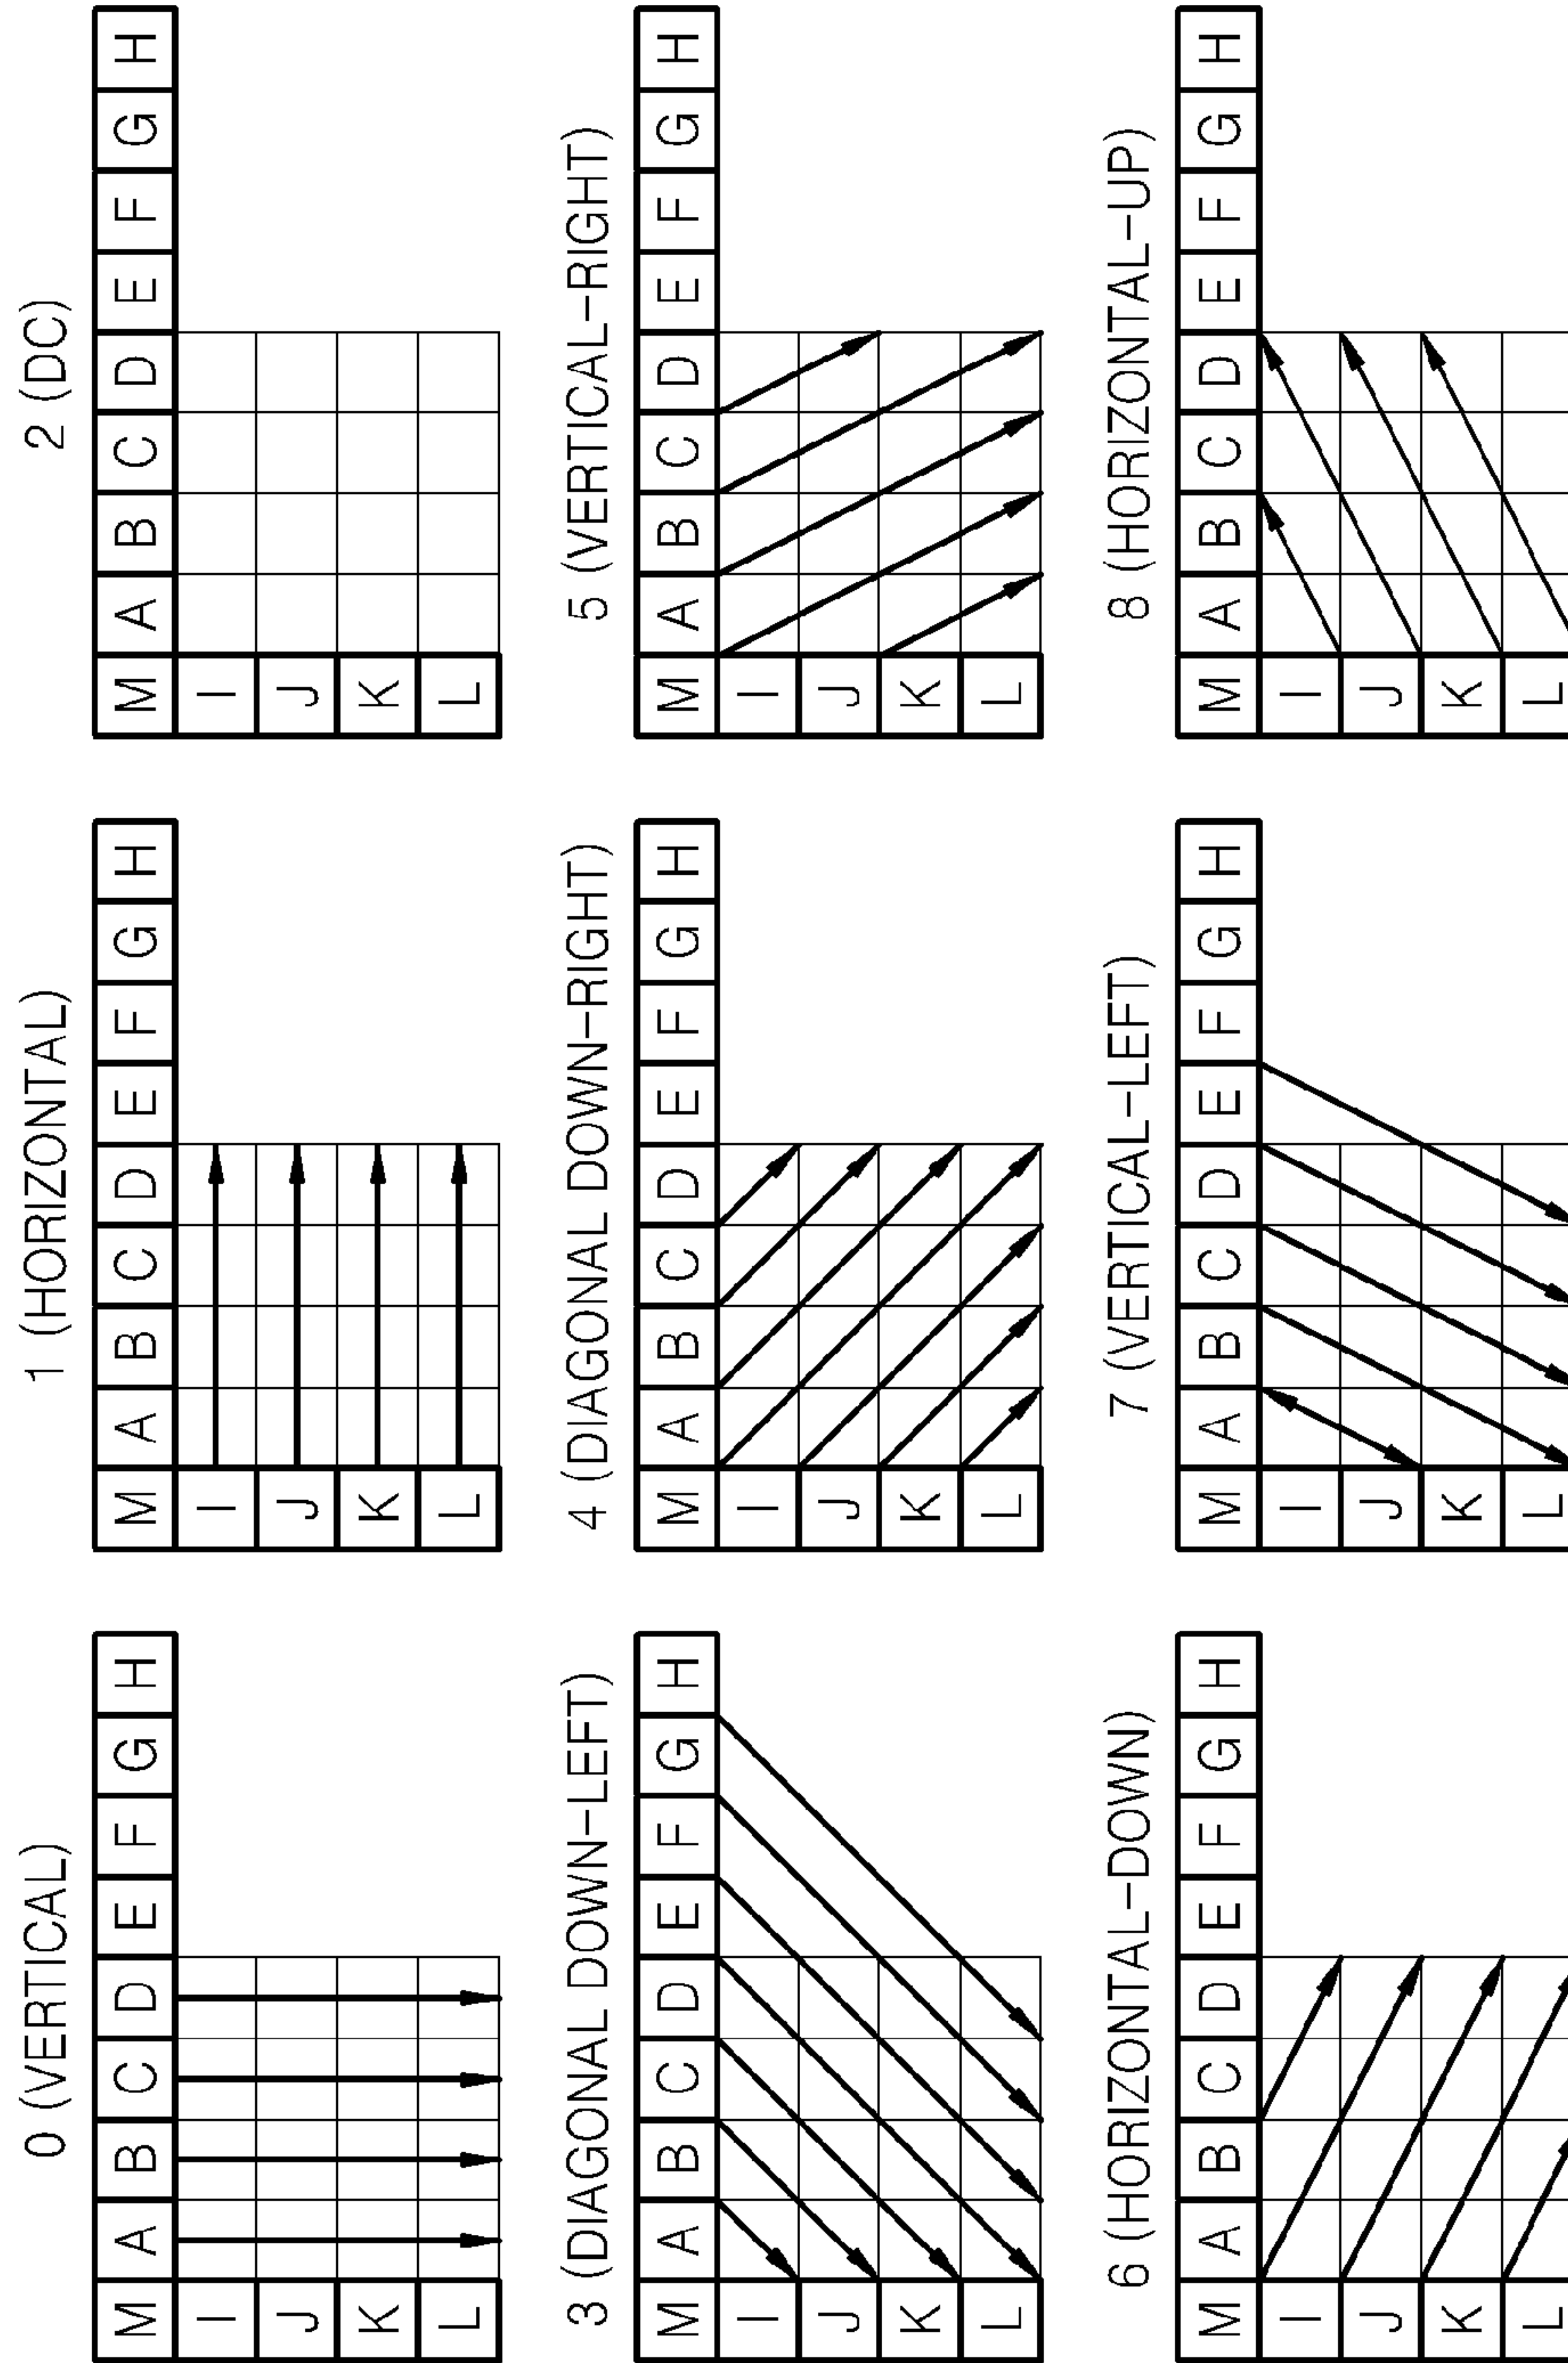 0 (VERTICAL)
M A B C D E F G H
I
J
K
L
1 (HORIZONTAL)
M A B C D E F G H
I
J
K
L
2 (DC)
M A B C D E F G H
I
J
K
L
3 (DIAGONAL DOWN-LEFT)
M A B C D E F G H
I
J
K
L
4 (DIAGONAL DOWN-RIGHT)
M A B C D E F G H
I
J
K
L
5 (VERTICAL-RIGHT)
M A B C D E F G H
I
J
K
L
6 (HORIZONTAL-DOWN)
M A B C D E F G H
I
J
K
L
7 (VERTICAL-LEFT)
M A B C D E F G H
I
J
K
L
8 (HORIZONTAL-UP)
M A B C D E F G H
I
J
K
L